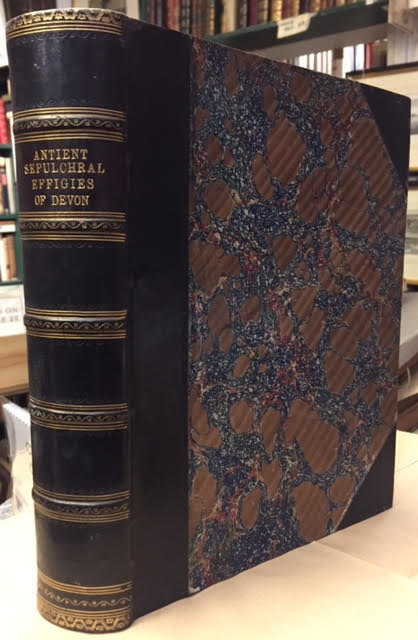 ANTIENT
SEPULCHRAL
EFFIGIES
OF DEVON